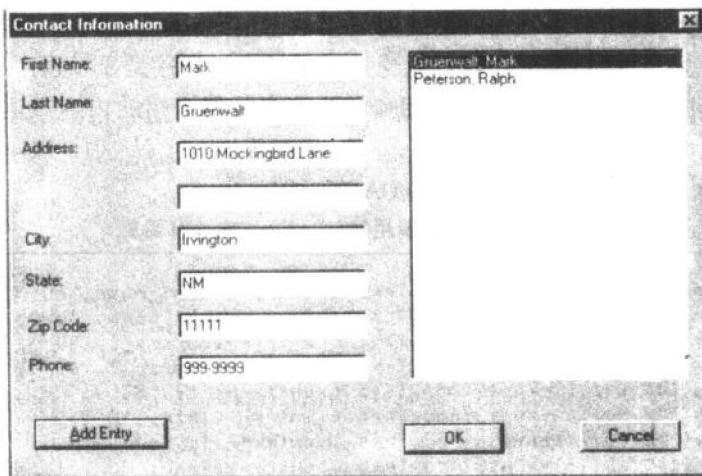 Contact Information
First Name:
Mark
Last Name:
Gruenwalt
Address:
1010 Mockingbird Lane
City:
Irvington
State:
NM
Zip Code:
11111
Phone:
999-9999
Gruenwalt, Mark
Peterson, Ralph
Add Entry
OK
Cancel